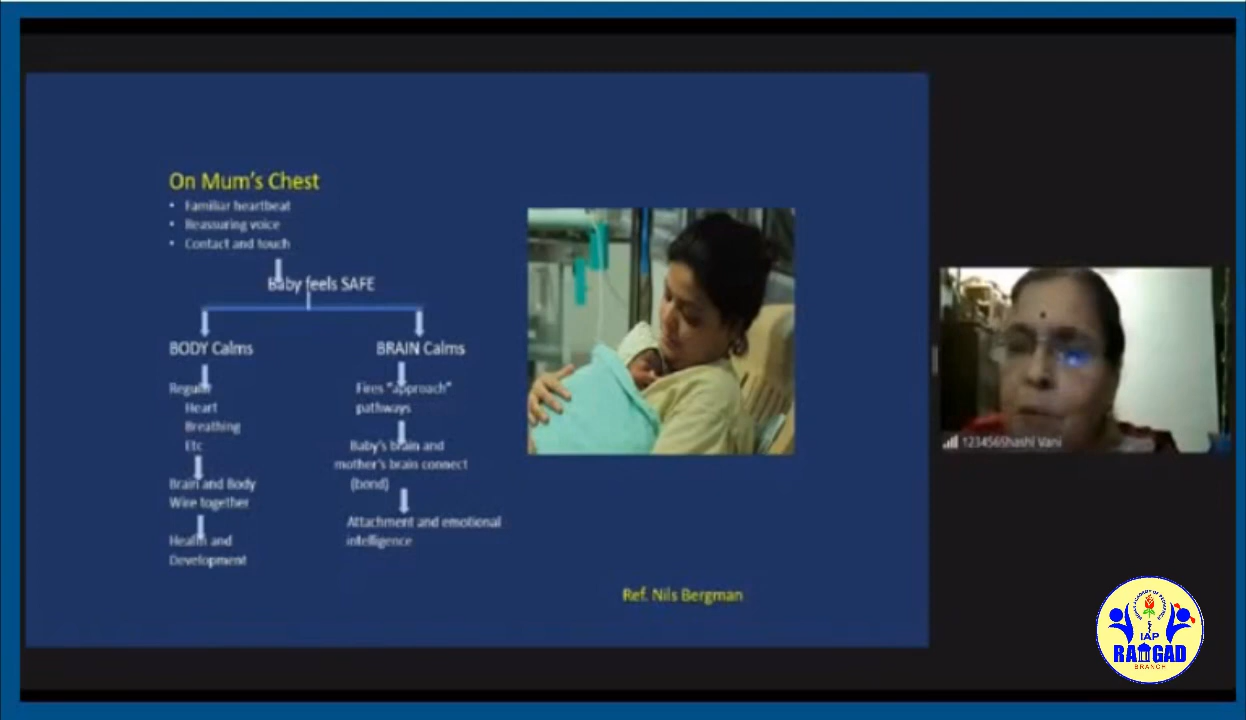 On Mum's Chest
• Familiar heartbeat
• Reassuring voice
• Contact and touch
Baby feels SAFE
BODY Calms
Regular
Heart
Breathing
Etc
Brain and Body
Wire together
Health and
Development
BRAIN Calms
Fires "approach"
pathways
Baby's brain and
mother's brain connect
(bond)
Attachment and emotional
intelligence
Ref. Nils Bergman
123456Shashi Vani
IAP
RAIGAD
BRANCH